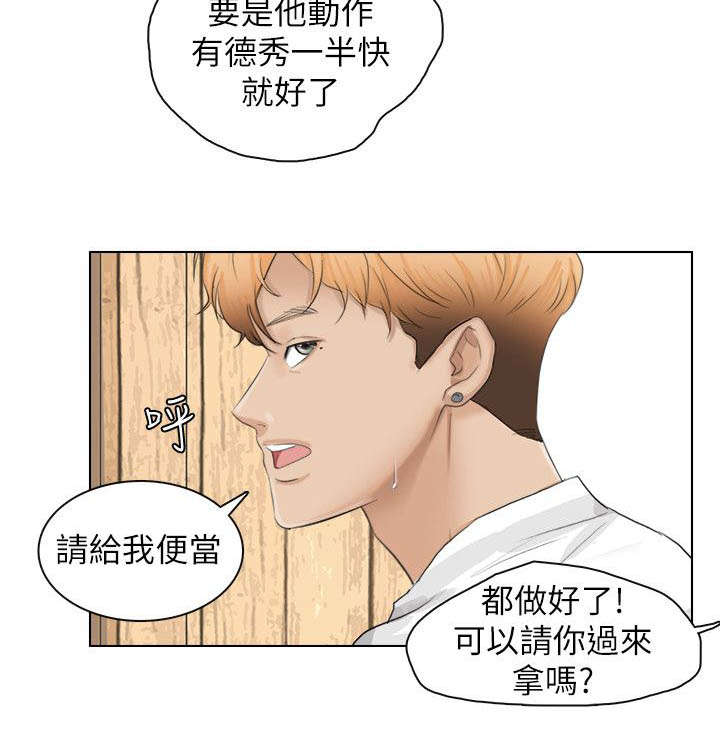 要是他動作
有德秀一半快
就好了
呼
請給我便當
都做好了!
可以請你過來
拿嗎?